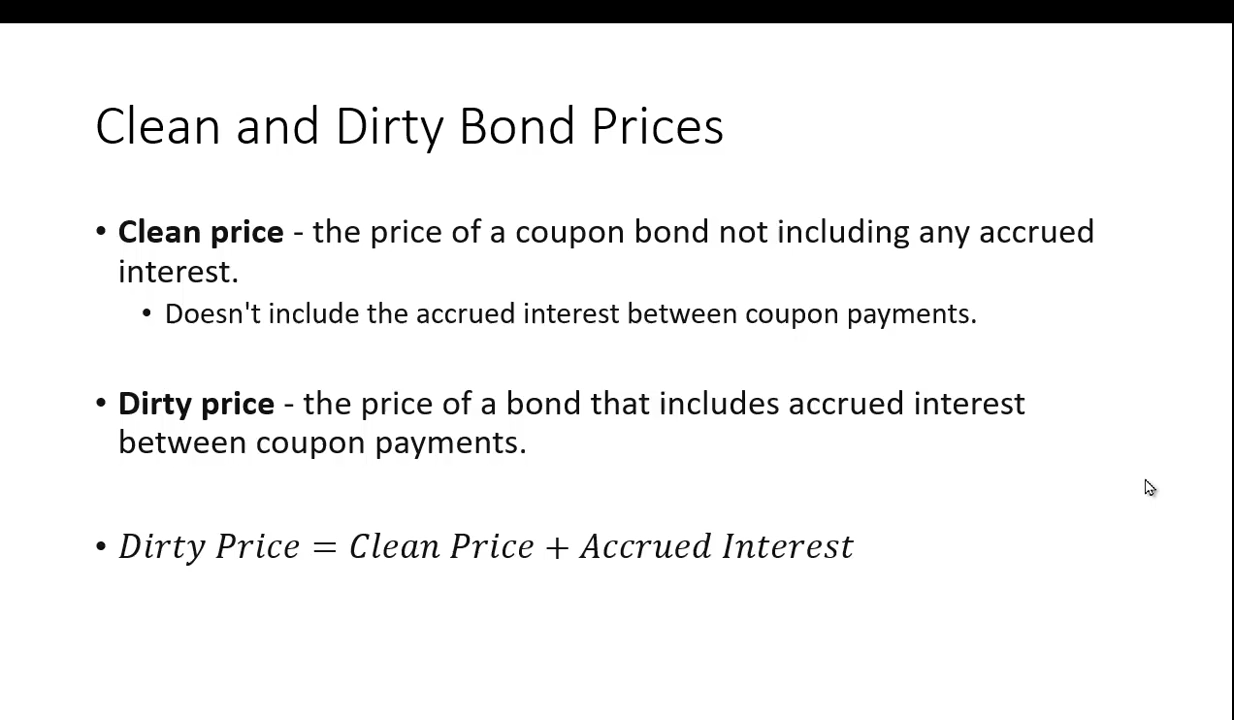 Clean and Dirty Bond Prices
• Clean price - the price of a coupon bond not including any accrued
interest.
• Doesn't include the accrued interest between coupon payments.
• Dirty price - the price of a bond that includes accrued interest
between coupon payments.
• Dirty Price = Clean Price + Accrued Interest